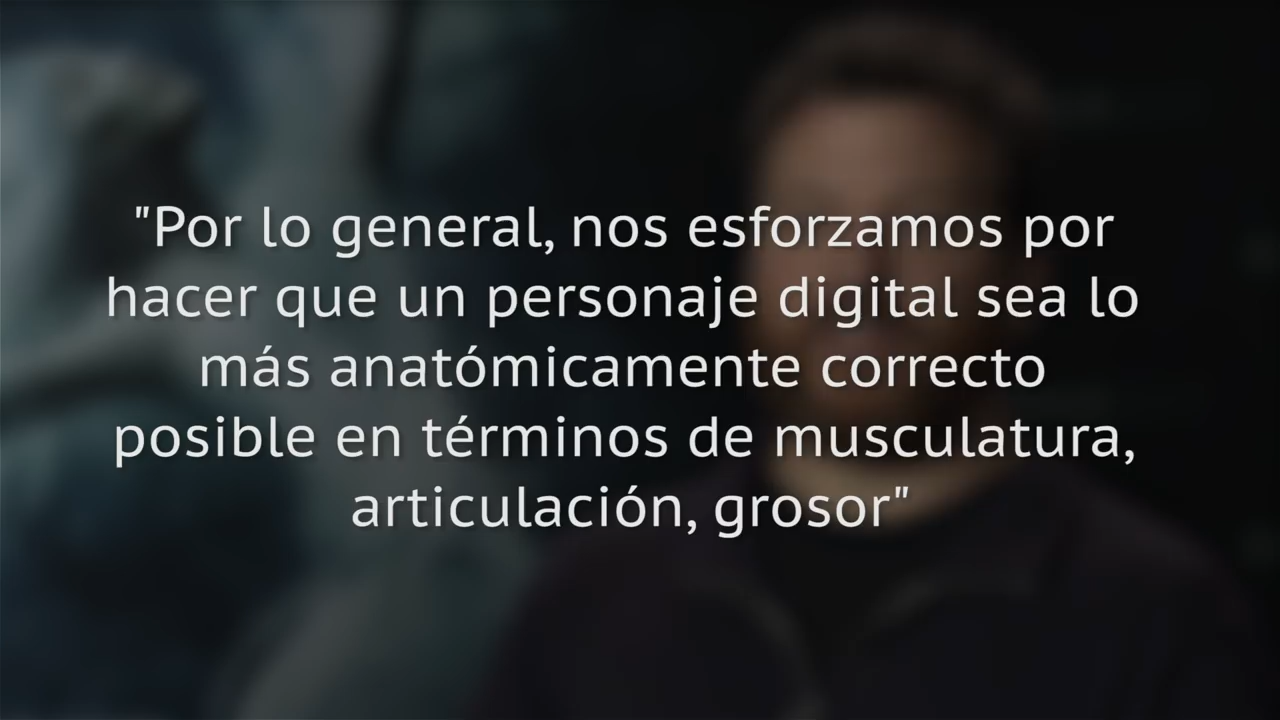 "Por lo general, nos esforzamos por
hacer que un personaje digital sea lo
más anatómicamente correcto
posible en términos de musculatura,
articulación, grosor"